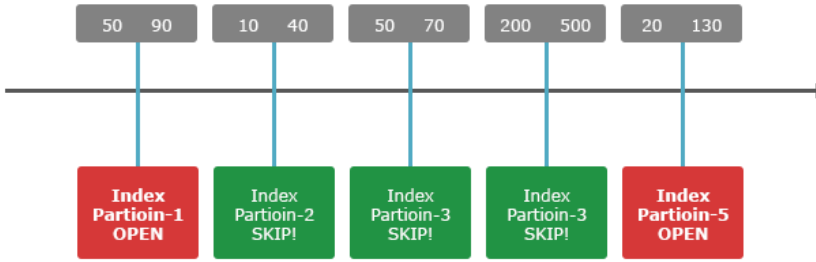 50 90
10 40
50 70
200 500
20 130
Index
Partioin-1
OPEN
Index
Partioin-2
SKIP!
Index
Partioin-3
SKIP!
Index
Partioin-3
SKIP!
Index
Partioin-5
OPEN